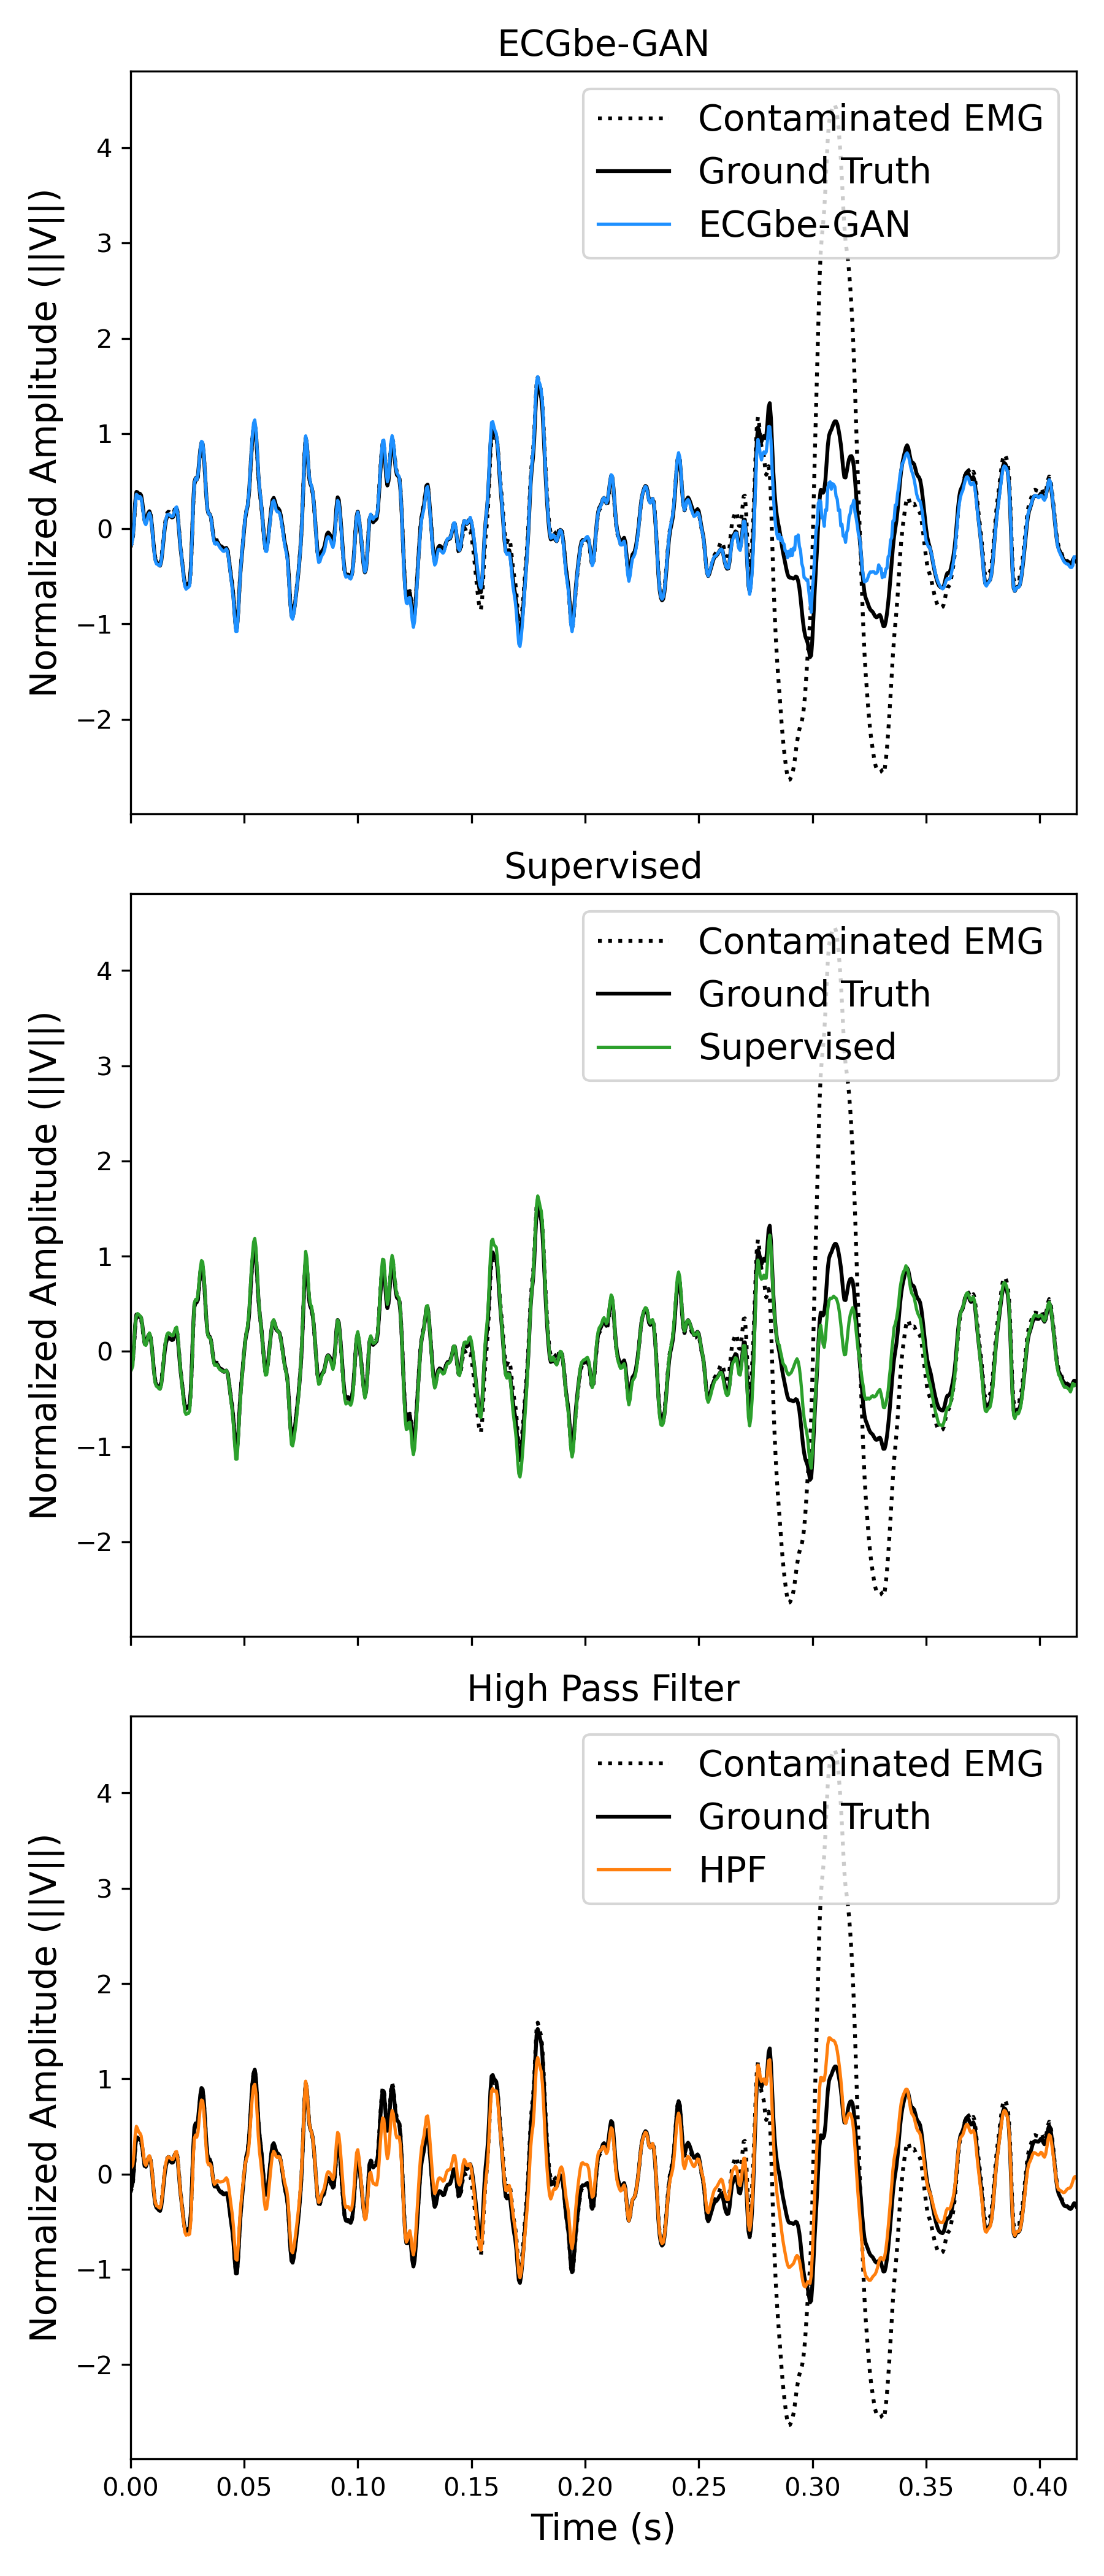 ECGbe-GAN
Normalized Amplitude (||V||)
4
3
2
1
0
−1
−2
Contaminated EMG
Ground Truth
ECGbe-GAN
Supervised
Normalized Amplitude (||V||)
4
3
2
1
0
−1
−2
Contaminated EMG
Ground Truth
Supervised
High Pass Filter
Normalized Amplitude (||V||)
4
3
2
1
0
−1
−2
Contaminated EMG
Ground Truth
HPF
0.00 0.05 0.10 0.15 0.20 0.25 0.30 0.35 0.40
Time (s)